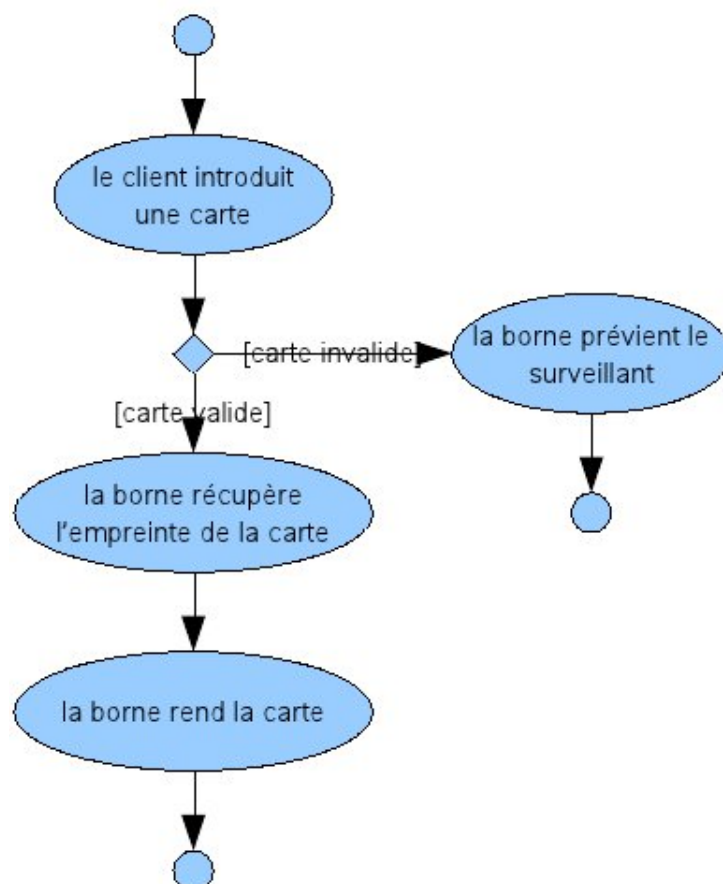 le client introduit
une carte
[carte invalide]
la borne prévient le
surveillant
[carte valide]
la borne récupère
l'empreinte de la carte
la borne rend la carte